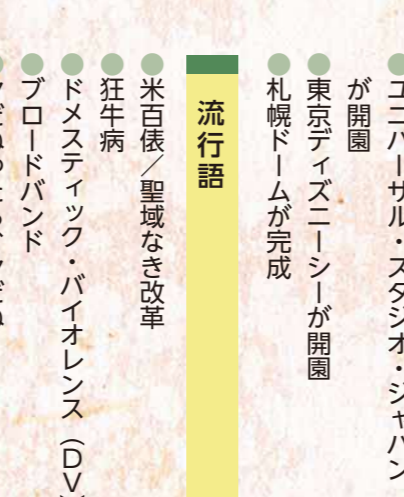 ユニバーサル・スタジオ・ジャパン
が開園
東京ディズニーシーが開園
札幌ドームが完成
流行語
米百俵／聖域なき改革
狂牛病
ドメスティック・バイオレンス（DV）
ブロードバンド